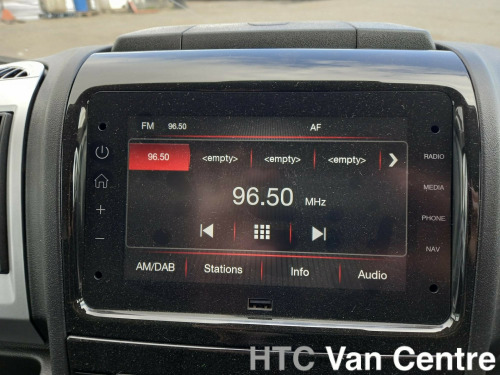 FM 96.50 AF
96.50 <empty> <empty> <empty>
RADIO
96.50 MHz
MEDIA
PHONE
NAV
AM/DAB Stations Info Audio
HTC Van Centre